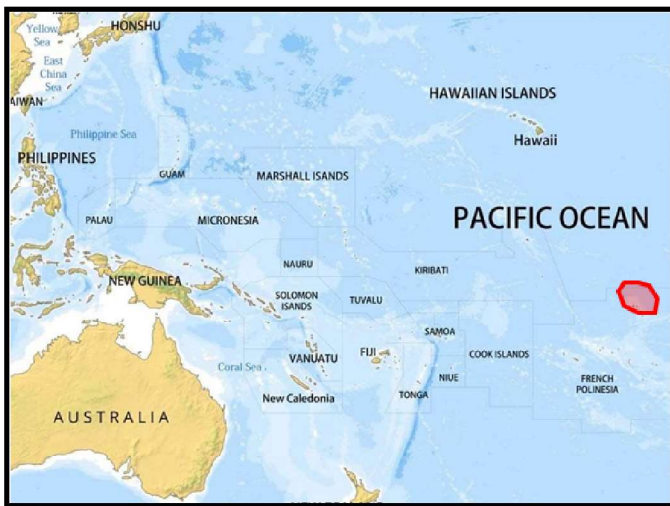 HONSHU
Yellow
Sea
East
China
Sea
HAWAIIAN ISLANDS
AIWAN
Hawaii
Philippine Sea
PHILIPPINES
GUAM
MARSHALL ISANDS
PALAU
MICRONESIA
PACIFIC OCEAN
NAURU
KIRIBATI
NEW GUINEA
SOLOMON
ISANDS
TUVALU
SAMOA
FIJI
VANUATU
COOK ISLANDS
Coral Sea
NIUE
FRENCH
POLINESIA
New Caledonia
TONGA
AUSTRALIA